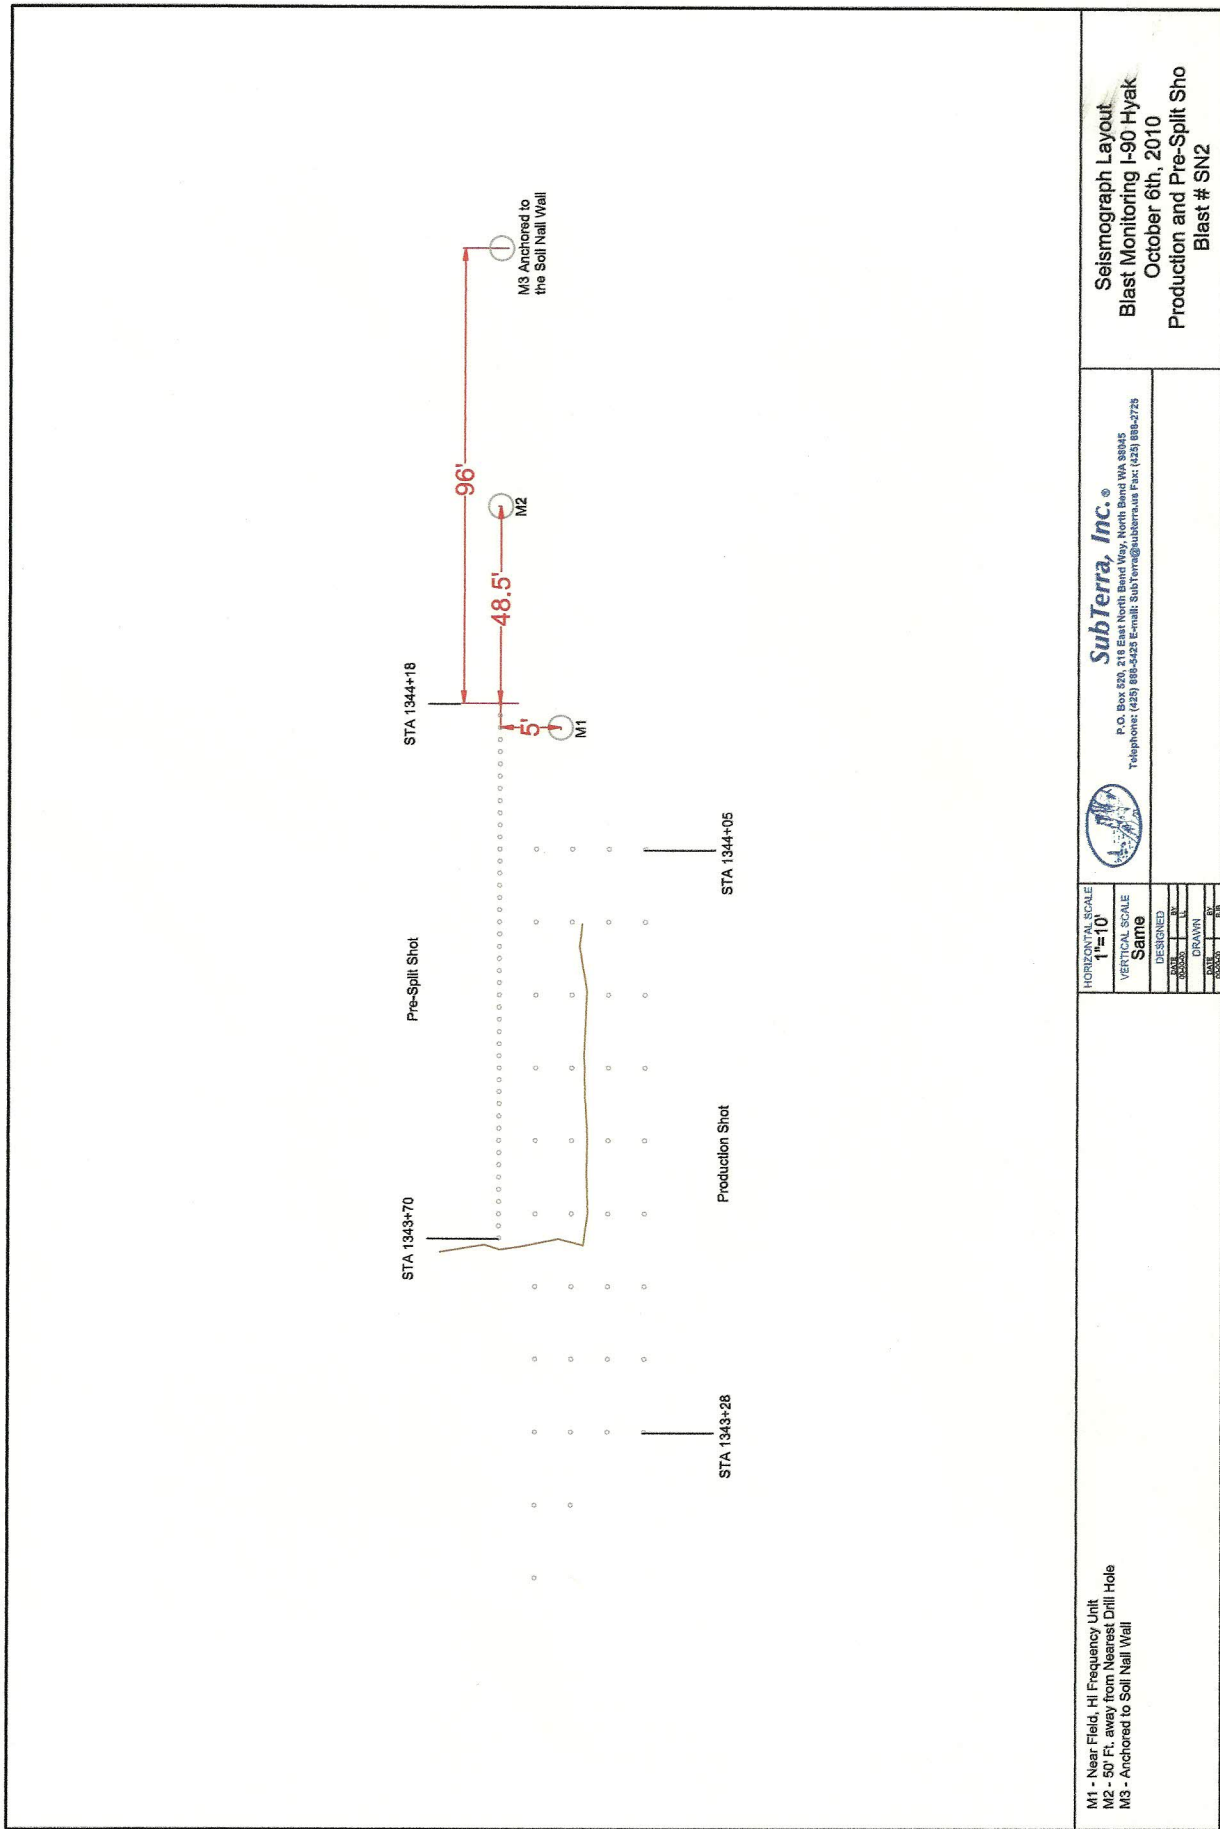 STA 1343+70
Pre-Split Shot
STA 1344+18
96'
48.5'
5'
M1
M2
M3 Anchored to
the Soil Nail Wall
STA 1343+28
Production Shot
STA 1344+05
M1 - Near Field, Hi Frequency Unit
M2 - 50' Ft. away from Nearest Drill Hole
M3 - Anchored to Soil Nail Wall
HORIZONTAL SCALE
1"=10'
VERTICAL SCALE
Same
DESIGNED
DATE BY
LL
DRAWN
DATE BY
SubTerra, Inc. ®
P.O. Box 520, 218 East North Bend Way, North Bend WA 98045
Telephone: (425) 888-5425 E-mail: SubTerra@subterra.us Fax: (425) 888-2725
Seismograph Layout
Blast Monitoring I-90 Hyak
October 6th, 2010
Production and Pre-Split Sho
Blast # SN2